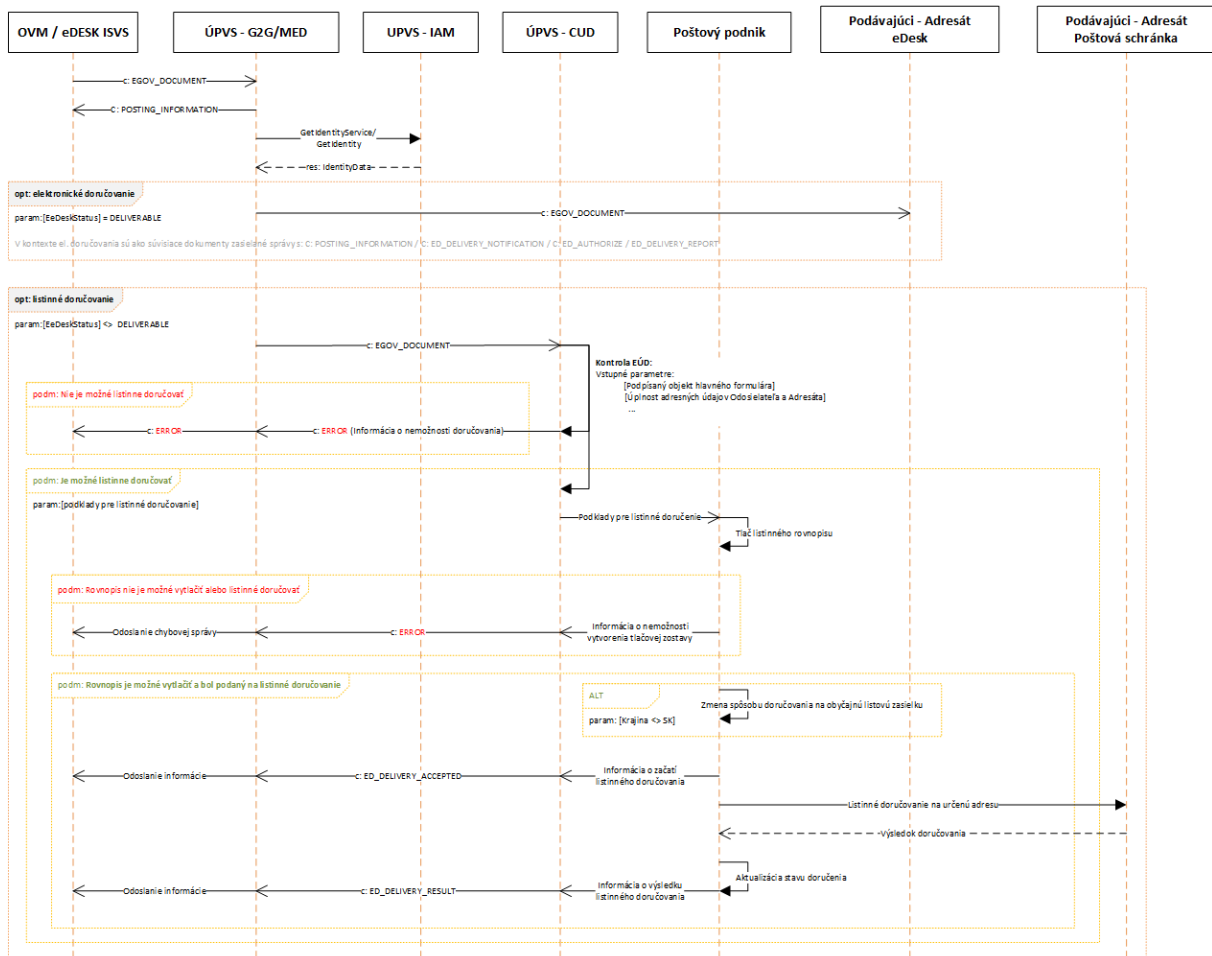 OVM / eDESK ISVS
ÚPVS - G2G/MED
UPVS - IAM
ÚPVS - CUD
Poštový podnik
Podávajúci - Adresát
eDesk
Podávajúci - Adresát
Poštová schránka
c: EGOV_DOCUMENT
C: POSTING_INFORMATION
GetIdentityService/
GetIdentity
res: IdentityData
opt: elektronické doručovanie
param:[EeDeskStatus] = DELIVERABLE
c: EGOV_DOCUMENT
V kontexte el. doručovania sú ako súvisiace dokumenty zasielané správy s: C: POSTING_INFORMATION / C: ED_DELIVERY_NOTIFICATION / C: ED_AUTHORIZE / ED_DELIVERY_REPORT
opt: listinné doručovanie
param:[EeDeskStatus] <> DELIVERABLE
c: EGOV_DOCUMENT
Kontrola EÚD:
Vstupné parametre:
[Podpísaný objekt hlavného formulára]
[Úplnost adresných údajov Odosielateľa a Adresáta]
...
podm: Nie je možné listinne doručovať
c: ERROR
c: ERROR (Informácia o nemožnosti doručovania)
podm: Je možné listinne doručovať
param:[podklady pre listinné doručovanie]
Podklady pre listinné doručenie
Tlač listinného rovnopisu
podm: Rovnopis nie je možné vytlačiť alebo listinné doručovať
Odoslanie chybovej správy
c: ERROR
Informácia o nemožnosti
vytvorenia tlačovej zostavy
podm: Rovnopis je možné vytlačiť a bol podaný na listinné doručovanie
ALT
Zmena spôsobu doručovania na obyčajnú listovú zasielku
param: [Krajina <> SK]
Odoslanie informácie
c: ED_DELIVERY_ACCEPTED
Informácia o začatí
listinného doručovania
Listinné doručovanie na určenú adresu
Výsledok doručovania
Aktualizácia stavu doručenia
Odoslanie informácie
c: ED_DELIVERY_RESULT
Informácia o výsledku
listinného doručovania